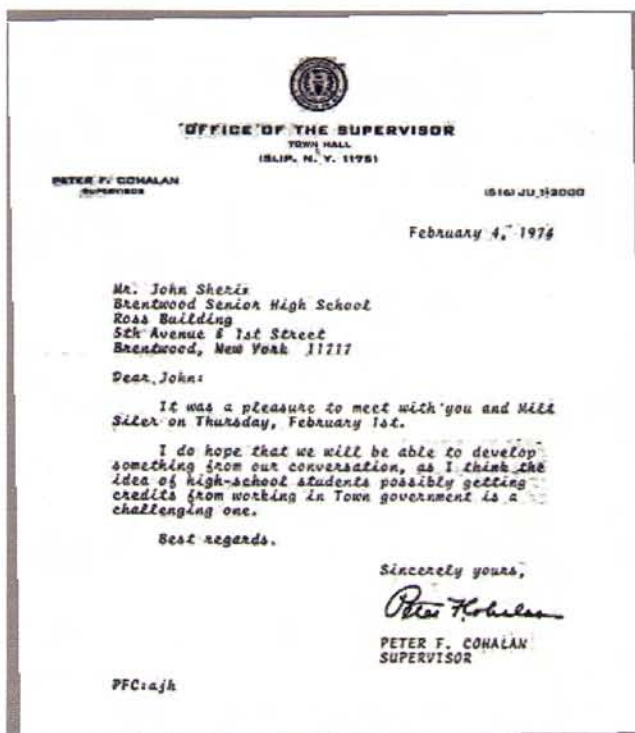 OFFICE OF THE SUPERVISOR
TOWN HALL
ISLIP, N. Y. 11751
PETER F. COHALAN
SUPERVISOR
(516) JU 1-2000
February 4, 1974
Mr. John Sheris
Brentwood Senior High School
Ross Building
5th Avenue & 1st Street
Brentwood, New York 11717
Dear John:
It was a pleasure to meet with you and Milt
Siler on Thursday, February 1st.
I do hope that we will be able to develop
something from our conversation, as I think the
idea of high-school students possibly getting
credits from working in Town government is a
challenging one.
Best regards.
Sincerely yours,
Peter F Cohalan
PETER F. COHALAN
SUPERVISOR
PFC:ajh